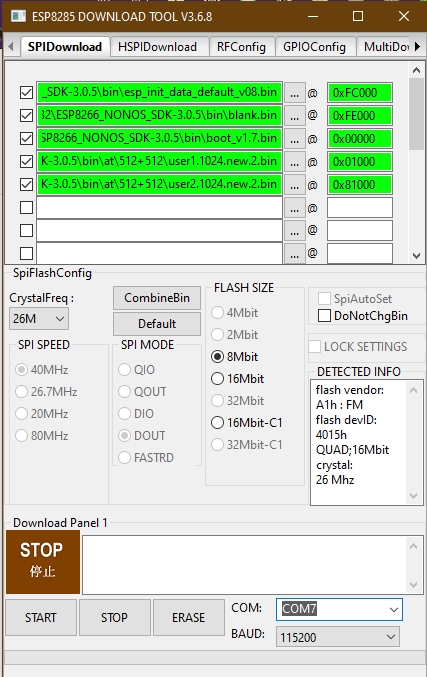 ESP8285 DOWNLOAD TOOL V3.6.8
SPIDownload HSPIDownload RFConfig GPIOConfig MultiDow
_SDK-3.0.5\bin\esp_init_data_default_v08.bin ... @ 0xFC000
32\ESP8266_NONOS_SDK-3.0.5\bin\blank.bin ... @ 0xFE000
SP8266_NONOS_SDK-3.0.5\bin\boot_v1.7.bin ... @ 0x00000
K-3.0.5\bin\at\512+512\user1.1024.new.2.bin ... @ 0x01000
K-3.0.5\bin\at\512+512\user2.1024.new.2.bin ... @ 0x81000
... @
... @
... @
SpiFlashConfig
CrystalFreq :
26M
CombineBin
Default
SPI SPEED
40MHz
26.7MHz
20MHz
80MHz
SPI MODE
QIO
QOUT
DIO
DOUT
FASTRD
FLASH SIZE
4Mbit
2Mbit
8Mbit
16Mbit
32Mbit
16Mbit-C1
32Mbit-C1
SpiAutoSet
DoNotChgBin
LOCK SETTINGS
DETECTED INFO
flash vendor:
A1h : FM
flash devID:
4015h
QUAD;16Mbit
crystal:
26 Mhz
Download Panel 1
STOP
停止
START STOP ERASE
COM: COM7
BAUD: 115200